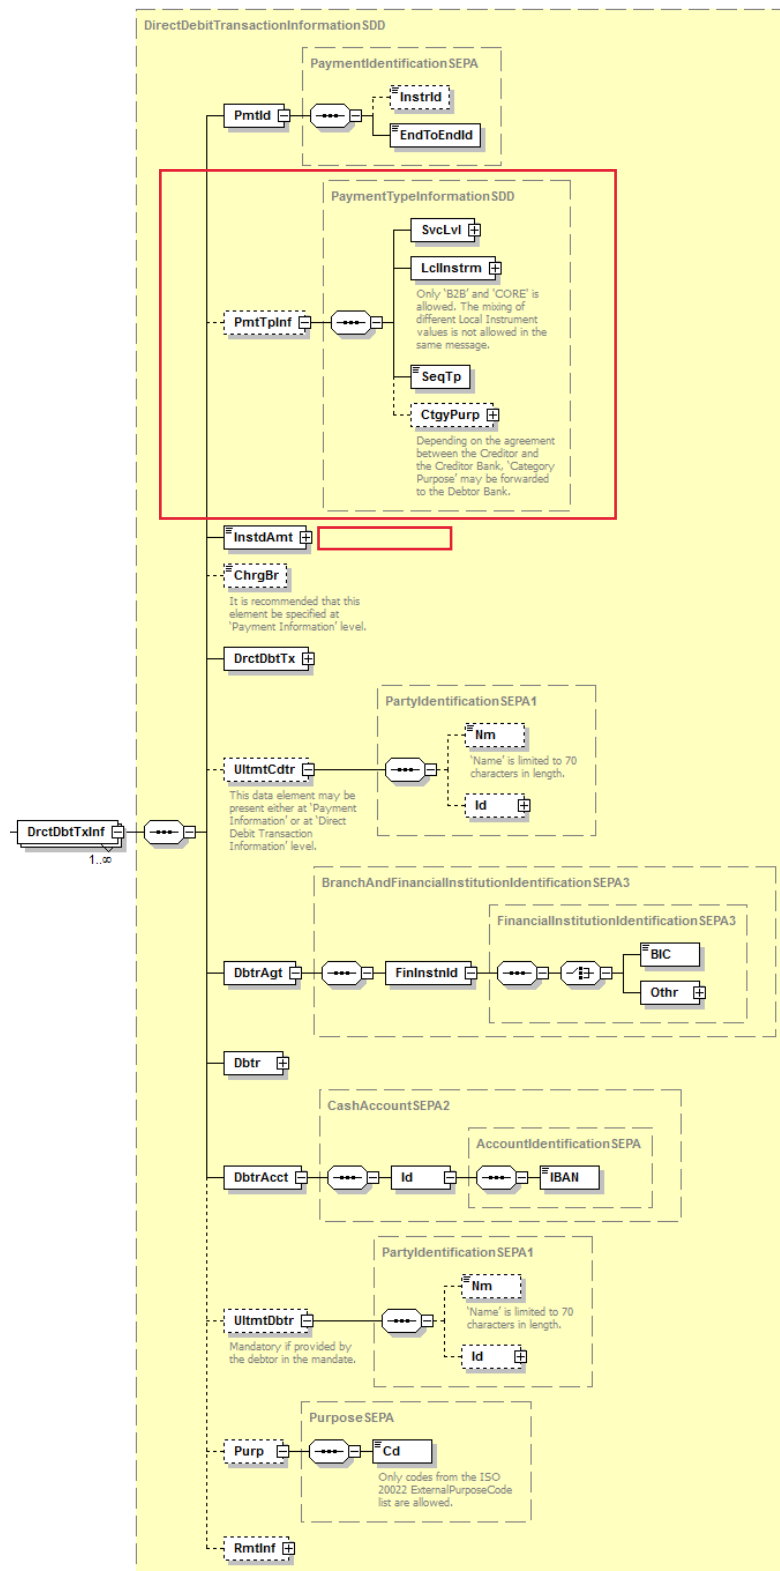 DirectDebitTransactionInformationSDD
PaymentIdentificationSEPA
InstrId
PmtId
EndToEndId
PaymentTypeInformationSDD
SvcLvl
LclInstrm
Only 'B2B' and 'CORE' is
allowed. The mixing of
different Local Instrument
values is not allowed in the
same message.
PmtTpInf
SeqTp
CtgyPurp
Depending on the agreement
between the Creditor and
the Creditor Bank, 'Category
Purpose' may be forwarded
to the Debtor Bank.
InstdAmt
ChrgBr
It is recommended that this
element be specified at
'Payment Information' level.
DrctDbtTx
PartyIdentificationSEPA1
Nm
'Name' is limited to 70
characters in length.
UltmtCdtr
This data element may be
present either at 'Payment
Information' or at 'Direct
Debit Transaction
Information' level.
Id
DrctDbtTxInf
1..∞
BranchAndFinancialInstitutionIdentificationSEPA3
FinancialInstitutionIdentificationSEPA3
BIC
DbtrAgt
FinInstnId
Othr
Dbtr
CashAccountSEPA2
AccountIdentificationSEPA
DbtrAcct
Id
IBAN
PartyIdentificationSEPA1
Nm
'Name' is limited to 70
characters in length.
UltmtDbtr
Mandatory if provided by
the debtor in the mandate.
Id
PurposeSEPA
Purp
Cd
Only codes from the ISO
20022 ExternalPurposeCode
list are allowed.
RmtInf